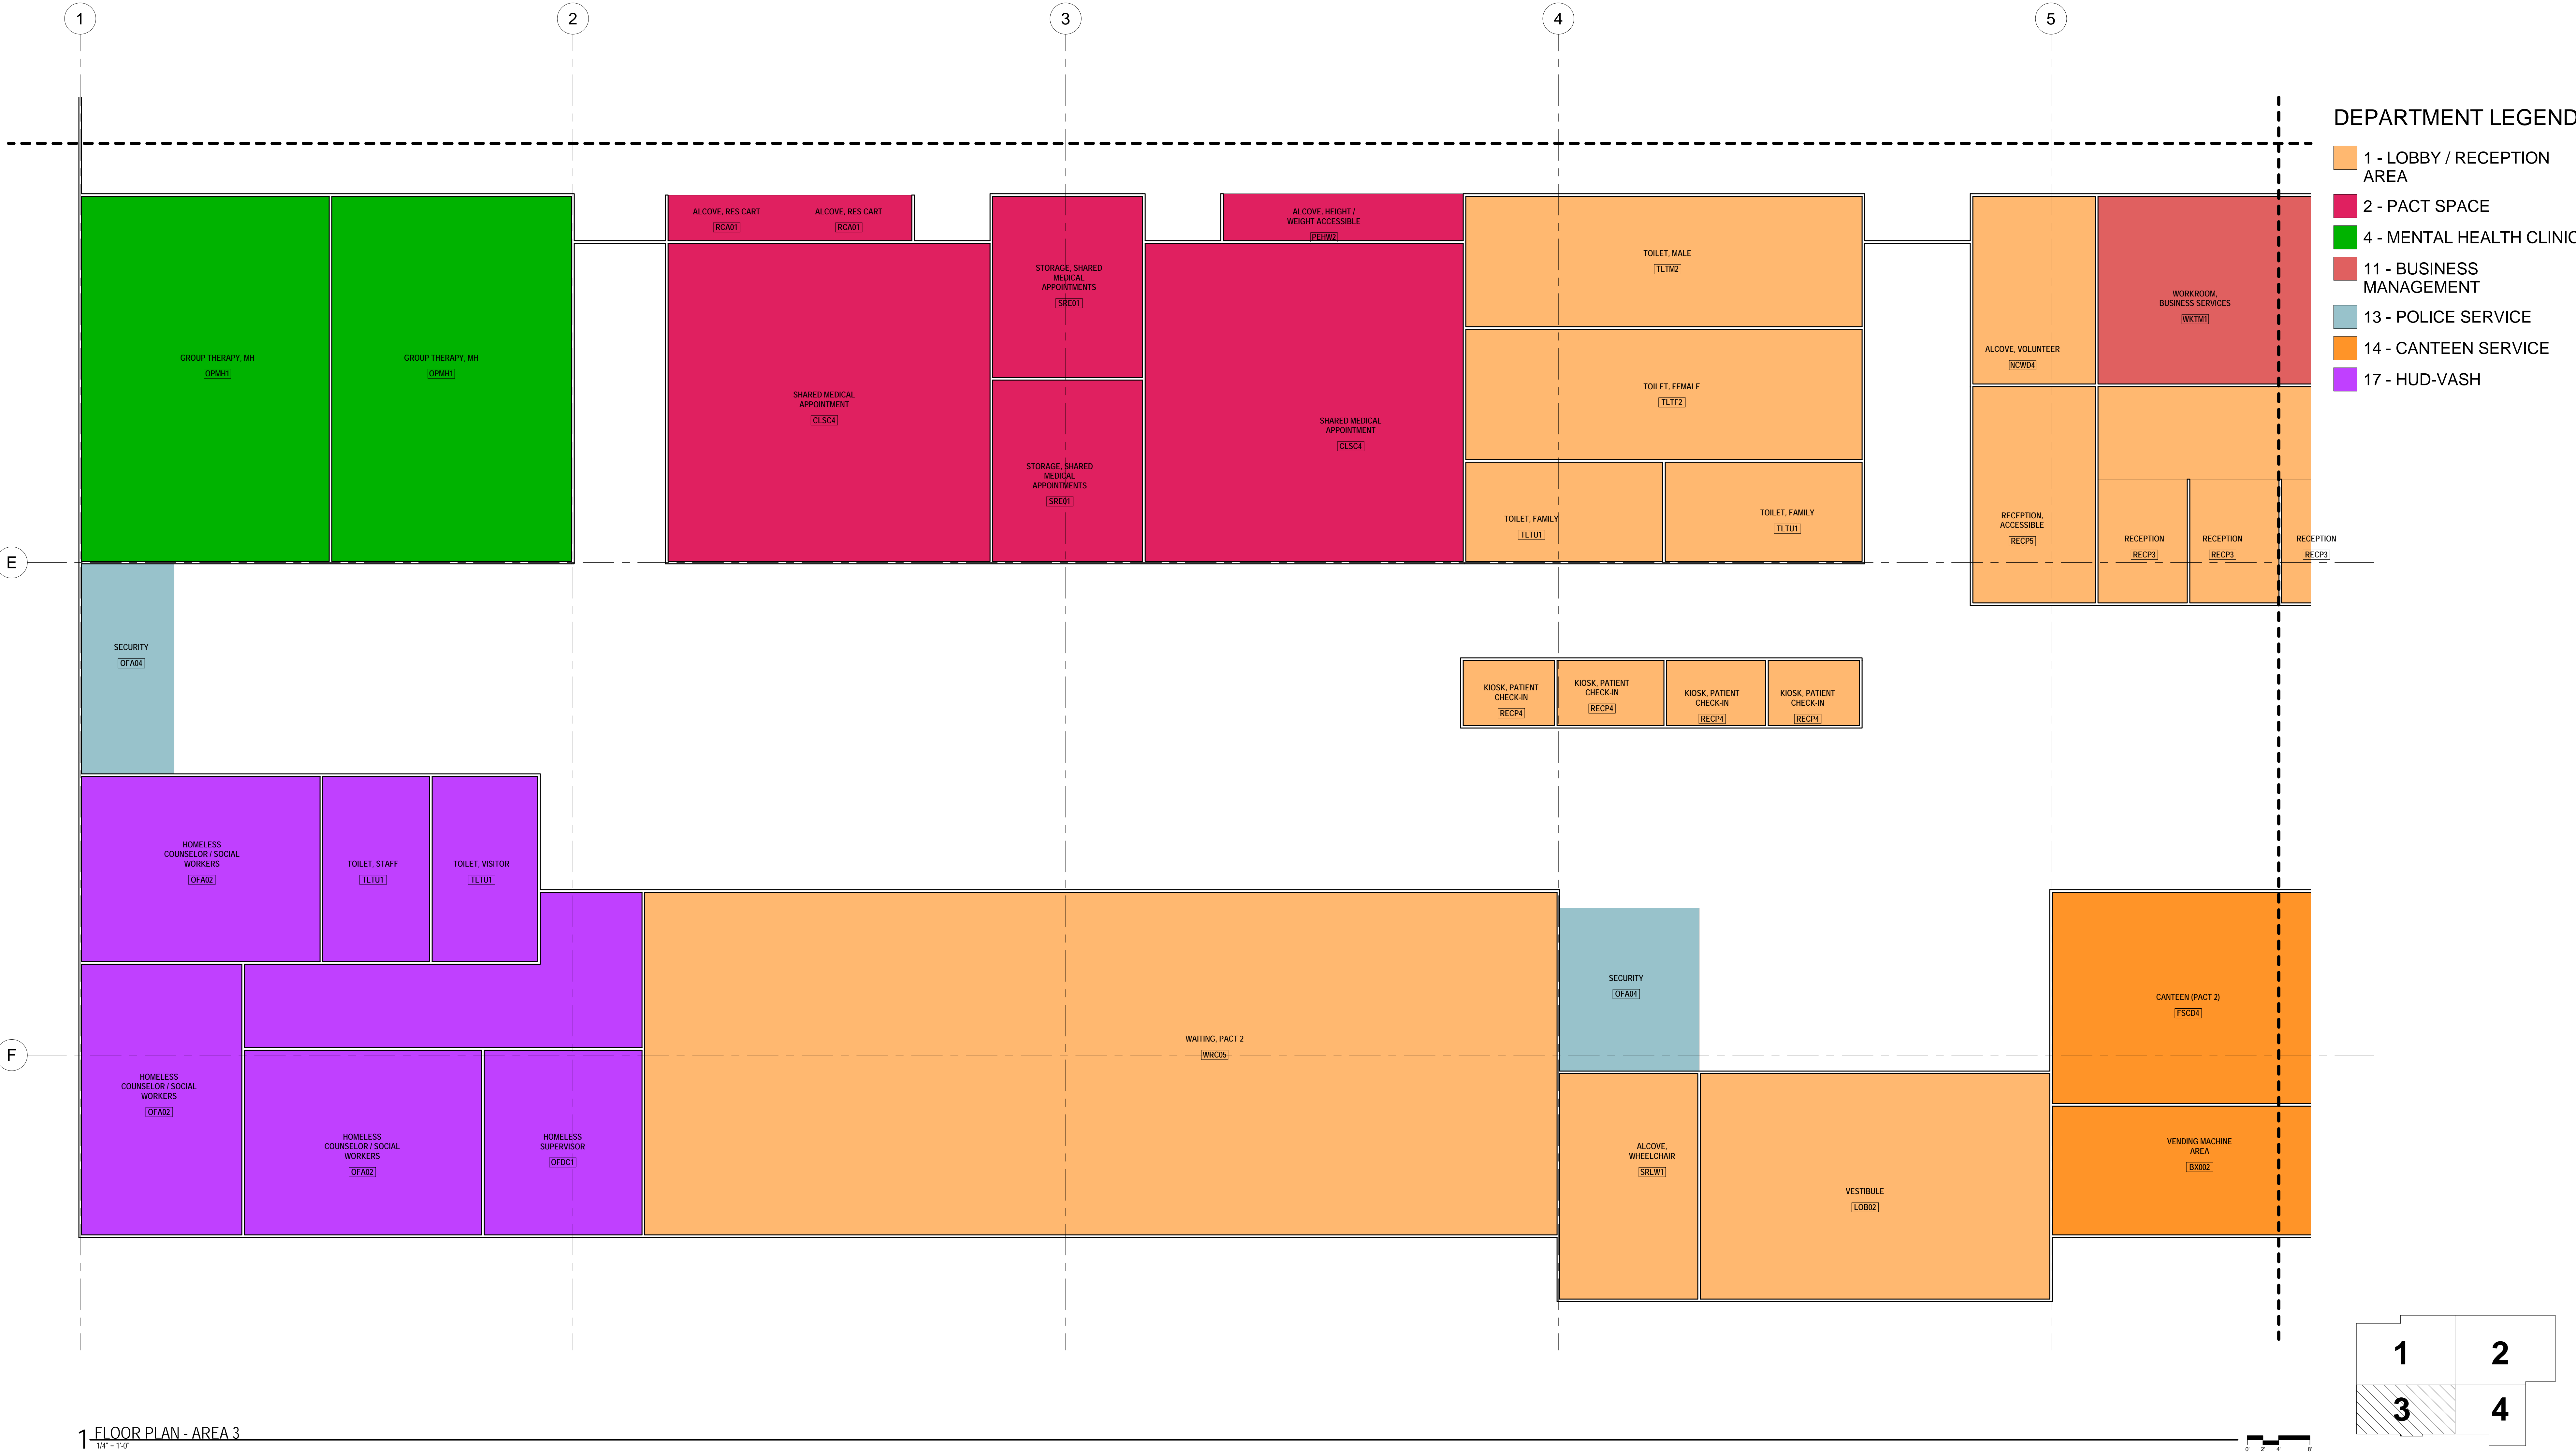 1
2
3
4
5
DEPARTMENT LEGEND
1 - LOBBY / RECEPTION
AREA
2 - PACT SPACE
4 - MENTAL HEALTH CLINIC
11 - BUSINESS
MANAGEMENT
13 - POLICE SERVICE
14 - CANTEEN SERVICE
17 - HUD-VASH
ALCOVE, RES CART
RCA01
ALCOVE, RES CART
RCA01
ALCOVE, HEIGHT /
WEIGHT ACCESSIBLE
PEHW2
STORAGE, SHARED
MEDICAL
APPOINTMENTS
SRE01
TOILET, MALE
TLTM2
WORKROOM,
BUSINESS SERVICES
WKTM1
GROUP THERAPY, MH
OPMH1
GROUP THERAPY, MH
OPMH1
SHARED MEDICAL
APPOINTMENT
CLSC4
SHARED MEDICAL
APPOINTMENT
CLSC4
TOILET, FEMALE
TLTF2
ALCOVE, VOLUNTEER
NCWD4
STORAGE, SHARED
MEDICAL
APPOINTMENTS
SRE01
TOILET, FAMILY
TLTU1
TOILET, FAMILY
TLTU1
RECEPTION,
ACCESSIBLE
RECP5
RECEPTION
RECP3
RECEPTION
RECP3
RECEPTION
RECP3
E
SECURITY
OFA04
KIOSK, PATIENT
CHECK-IN
RECP4
KIOSK, PATIENT
CHECK-IN
RECP4
KIOSK, PATIENT
CHECK-IN
RECP4
KIOSK, PATIENT
CHECK-IN
RECP4
HOMELESS
COUNSELOR / SOCIAL
WORKERS
OFA02
TOILET, STAFF
TLTU1
TOILET, VISITOR
TLTU1
SECURITY
OFA04
CANTEEN (PACT 2)
FSCD4
WAITING, PACT 2
WRC05
F
HOMELESS
COUNSELOR / SOCIAL
WORKERS
OFA02
HOMELESS
COUNSELOR / SOCIAL
WORKERS
OFA02
HOMELESS
SUPERVISOR
OFDC1
ALCOVE,
WHEELCHAIR
SRLW1
VESTIBULE
LOB02
VENDING MACHINE
AREA
BX002
1
2
3
4
1 FLOOR PLAN - AREA 3
1/4" = 1'-0"
0' 2' 4' 8'